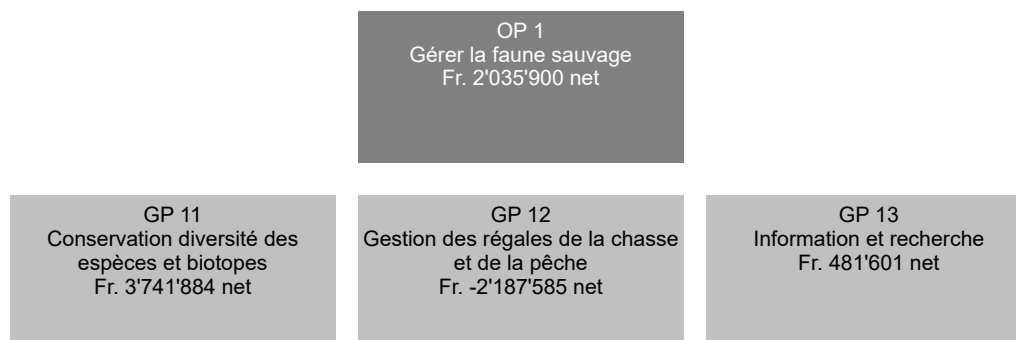 OP 1
Gérer la faune sauvage
Fr. 2'035'900 net
GP 11
Conservation diversité des
espèces et biotopes
Fr. 3'741'884 net
GP 12
Gestion des régales de la chasse
et de la pêche
Fr. -2'187'585 net
GP 13
Information et recherche
Fr. 481'601 net